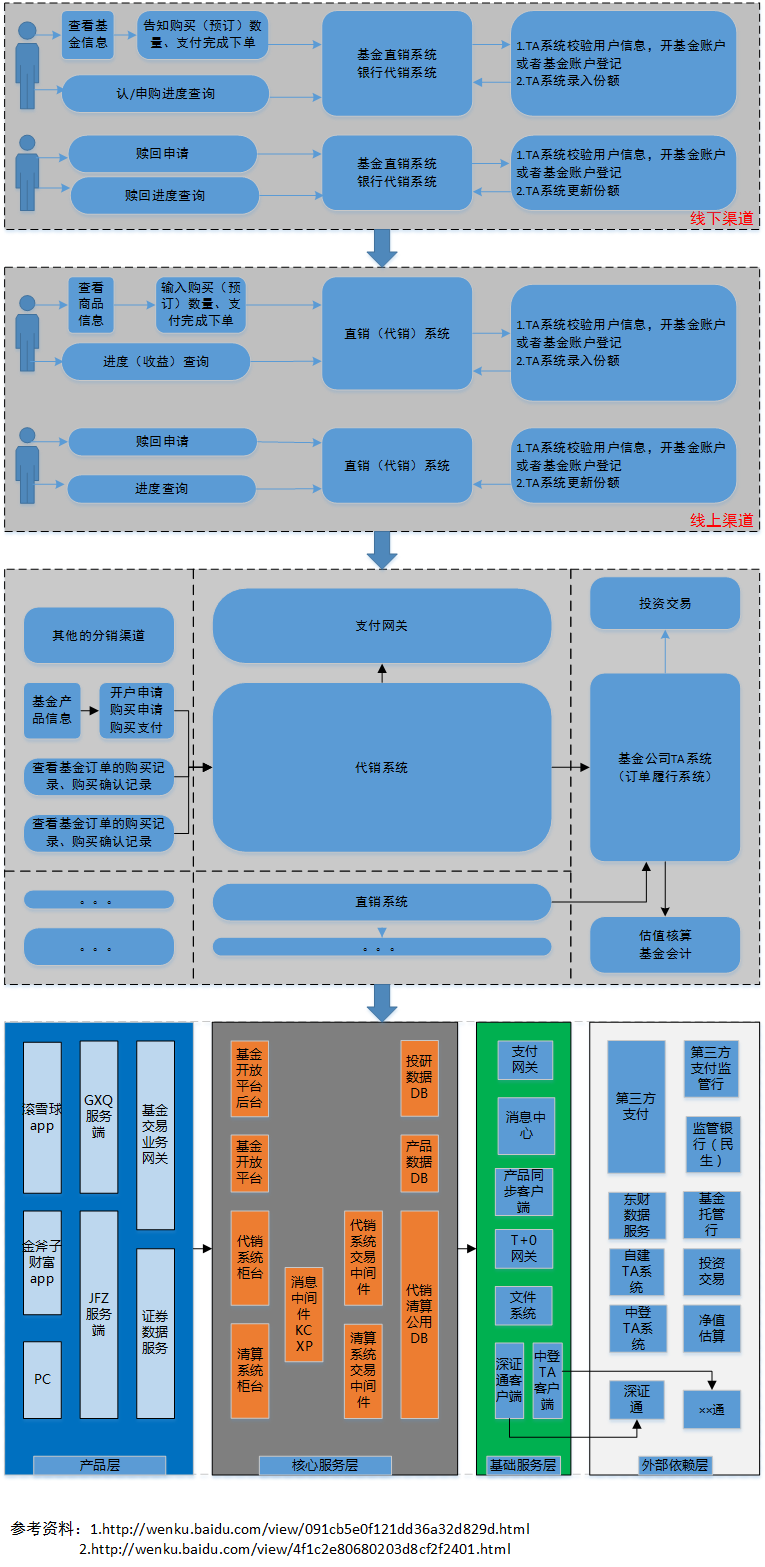 查看基
金信息
告知购买（预订）数
量、支付完成下单
认/申购进度查询
基金直销系统
银行代销系统
1.TA系统校验用户信息，开基金账户
或者基金账户登记
2.TA系统录入份额
赎回申请
赎回进度查询
基金直销系统
银行代销系统
1.TA系统校验用户信息，开基金账户
或者基金账户登记
2.TA系统更新份额
线下渠道
查看
商品
信息
输入购买（预
订）数量、支
付完成下单
进度（收益）查询
直销（代销）系统
1.TA系统校验用户信息，开基金账户
或者基金账户登记
2.TA系统录入份额
赎回申请
进度查询
直销（代销）系统
1.TA系统校验用户信息，开基金账户
或者基金账户登记
2.TA系统更新份额
线上渠道
其他的分销渠道
基金产
品信息
开户申请
购买申请
购买支付
查看基金订单的购买记
录、购买确认记录
查看基金订单的购买记
录、购买确认记录
。。。
。。。
支付网关
代销系统
直销系统
。。。
投资交易
基金公司TA系统
（订单履行系统）
估值核算
基金会计
滚雪球
app
金斧子
财富
app
PC
GXQ
服务
端
JFZ
服务
端
基金
交易
业务
网关
证券
数据
服务
产品层
基金
开放
平台
后台
基金
开放
平台
代销
系统
柜台
清算
系统
柜台
消息
中间
件
KC
XP
代销
系统
交易
中间
件
清算
系统
交易
中间
件
投研
数据
DB
产品
数据
DB
代销
清算
公用
DB
核心服务层
支付
网关
消息中
心
产品同
步客户
端
T+0
网关
文件
系统
深证
通客
户端
中登
TA
客户
端
基础服务层
第三方
支付
第三方
支付监
管行
监管银
行（民
生）
东财
数据
服务
基金
托管行
自建
TA系
统
投资
交易
中登
TA系
统
净值
估算
深证
通
××通
外部依赖层
参考资料：1.http://wenku.baidu.com/view/091cb5e0f121dd36a32d829d.html
2.http://wenku.baidu.com/view/4f1c2e80680203d8cf2f2401.html